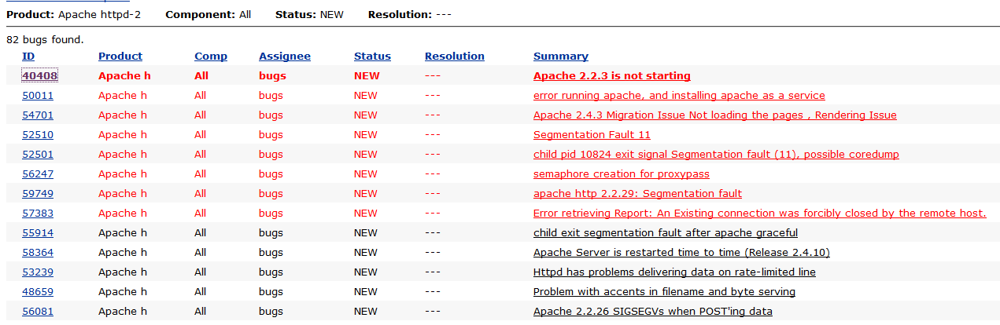 Product: Apache httpd-2 Component: All Status: NEW Resolution: ---
82 bugs found.
ID Product Comp Assignee Status Resolution Summary
40408 Apache h All bugs NEW --- Apache 2.2.3 is not starting
50011 Apache h All bugs NEW --- error running apache, and installing apache as a service
54701 Apache h All bugs NEW --- Apache 2.4.3 Migration Issue Not loading the pages , Rendering Issue
52510 Apache h All bugs NEW --- Segmentation Fault 11
52501 Apache h All bugs NEW --- child pid 10824 exit signal Segmentation fault (11), possible coredump
56247 Apache h All bugs NEW --- semaphore creation for proxypass
59749 Apache h All bugs NEW --- apache http 2.2.29: Segmentation fault
57383 Apache h All bugs NEW --- Error retrieving Report: An Existing connection was forcibly closed by the remote host.
55914 Apache h All bugs NEW --- child exit segmentation fault after apache graceful
58364 Apache h All bugs NEW --- Apache Server is restarted time to time (Release 2.4.10)
53239 Apache h All bugs NEW --- Httpd has problems delivering data on rate-limited line
48659 Apache h All bugs NEW --- Problem with accents in filename and byte serving
56081 Apache h All bugs NEW --- Apache 2.2.26 SIGSEGVs when POST'ing data